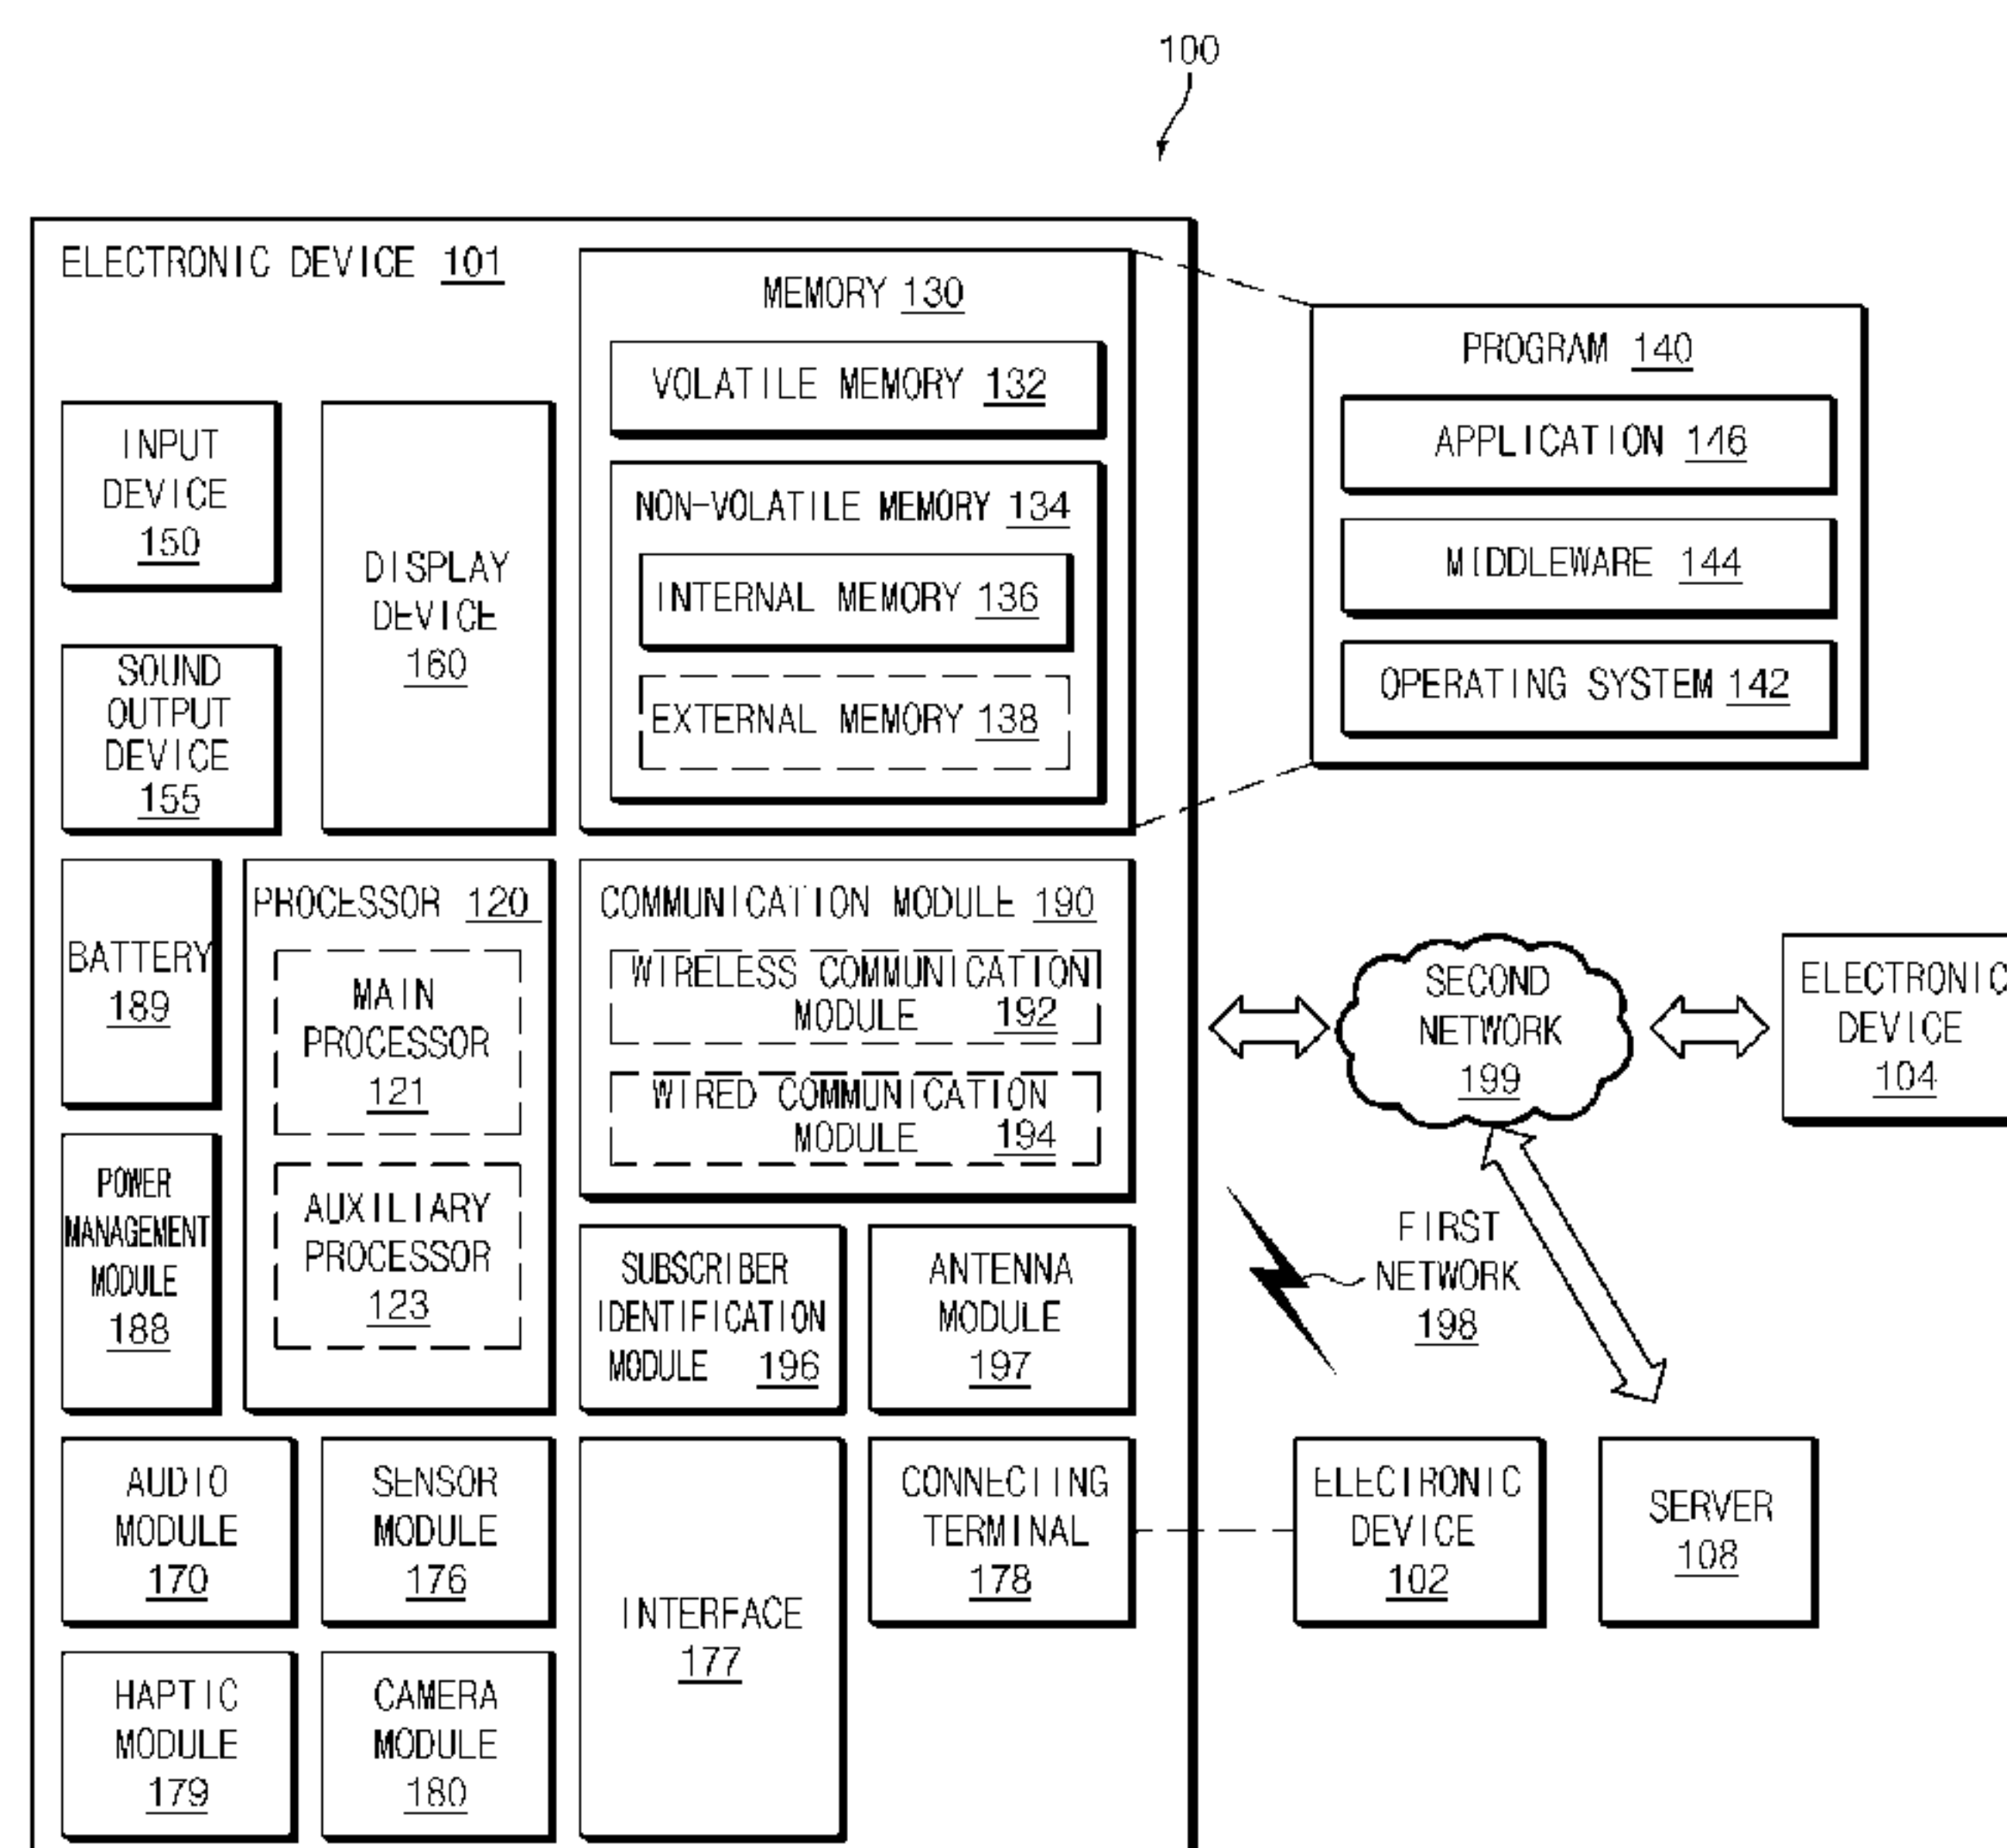 100
ELECTRONIC DEVICE 101
MEMORY 130
VOLATILE MEMORY 132
NON-VOLATILE MEMORY 134
INTERNAL MEMORY 136
EXTERNAL MEMORY 138
PROGRAM 140
APPLICATION 146
MIDDLEWARE 144
OPERATING SYSTEM 142
INPUT
DEVICE
150
DISPLAY
DEVICE
160
SOUND
OUTPUT
DEVICE
155
BATTERY
189
PROCESSOR 120
MAIN
PROCESSOR
121
AUXILIARY
PROCESSOR
123
COMMUNICATION MODULE 190
WIRELESS COMMUNICATION
MODULE 192
WIRED COMMUNICATION
MODULE 194
SECOND
NETWORK
199
ELECTRONIC
DEVICE
104
POWER
MANAGEMENT
MODULE
188
SUBSCRIBER
IDENTIFICATION
MODULE 196
ANTENNA
MODULE
197
FIRST
NETWORK
198
AUDIO
MODULE
170
SENSOR
MODULE
176
INTERFACE
177
CONNECTING
TERMINAL
178
ELECTRONIC
DEVICE
102
SERVER
108
HAPTIC
MODULE
179
CAMERA
MODULE
180